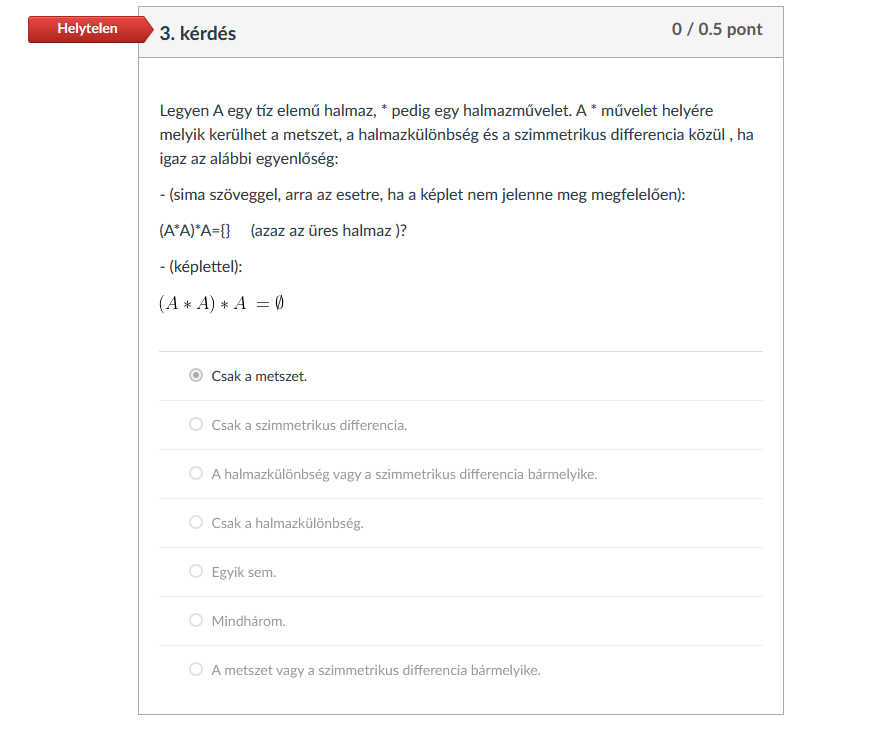 Helytelen
3. kérdés
0 / 0.5 pont
Legyen A egy tíz elemű halmaz, * pedig egy halmazművelet. A * művelet helyére
melyik kerülhet a metszet, a halmazkülönbség és a szimmetrikus differencia közül , ha
igaz az alábbi egyenlőség:
- (sima szöveggel, arra az esetre, ha a képlet nem jelenne meg megfelelően):
(A*A)*A={} (azaz az üres halmaz )?
- (képlettel):
(A ∗ A) ∗ A = ∅
Csak a metszet.
Csak a szimmetrikus differencia.
A halmazkülönbség vagy a szimmetrikus differencia bármelyike.
Csak a halmazkülönbség.
Egyik sem.
Mindhárom.
A metszet vagy a szimmetrikus differencia bármelyike.